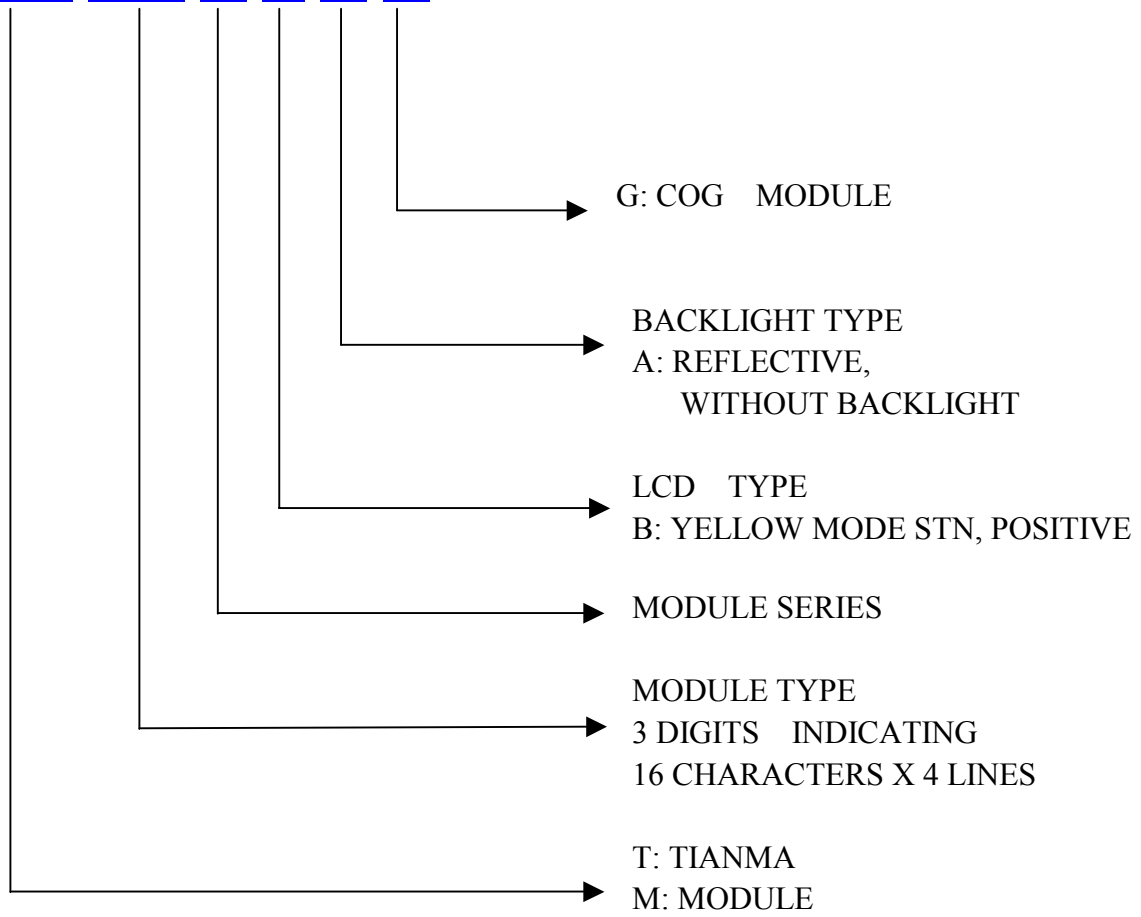 G: COG MODULE
BACKLIGHT TYPE
A: REFLECTIVE,
WITHOUT BACKLIGHT
LCD TYPE
B: YELLOW MODE STN, POSITIVE
MODULE SERIES
MODULE TYPE
3 DIGITS INDICATING
16 CHARACTERS X 4 LINES
T: TIANMA
M: MODULE